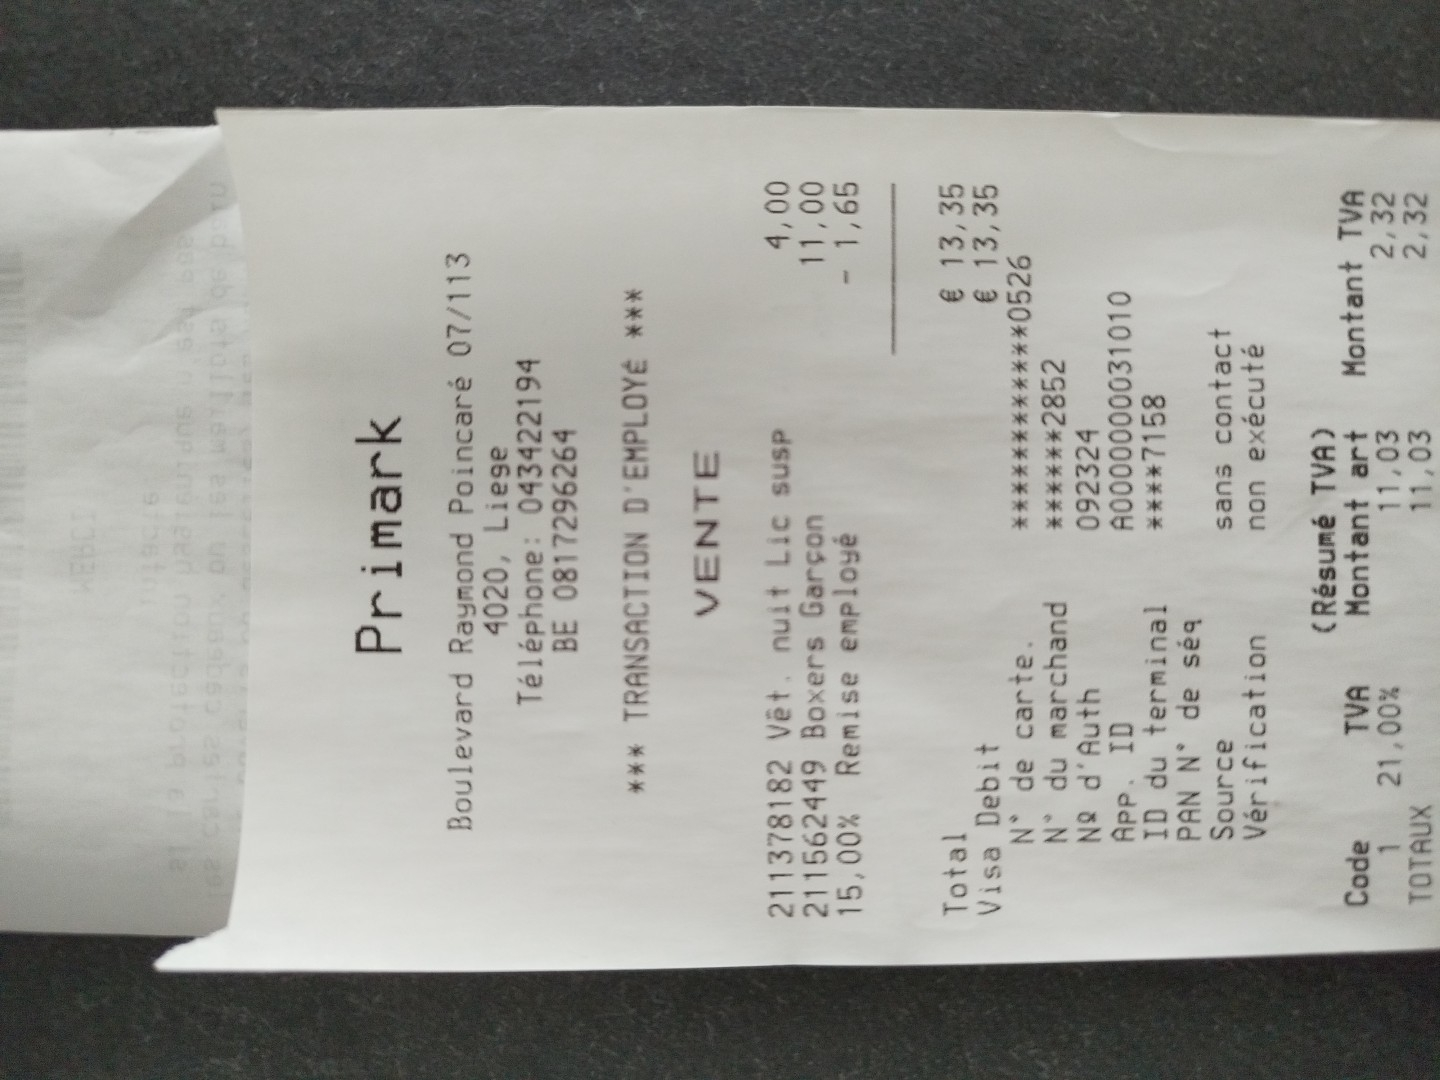 Primark
Boulevard Raymond Poincaré 07/113
4020, Liege
Téléphone: 043422194
BE 0817296264
*** TRANSACTION D'EMPLOYÉ ***
VENTE
211378182 Vêt. nuit Lic susp 4,00
211562449 Boxers Garçon 11,00
15,00% Remise employé - 1,65
Total € 13,35
Visa Debit € 13,35
N° de carte. ************0526
N° du marchand ******2852
Nº d'Auth 092324
APP. ID A0000000031010
ID du terminal ****7158
PAN N° de séq
Source sans contact
Vérification non exécuté
(Résumé TVA)
Code TVA Montant art Montant TVA
1 21,00% 11,03 2,32
TOTAUX 11,03 2,32